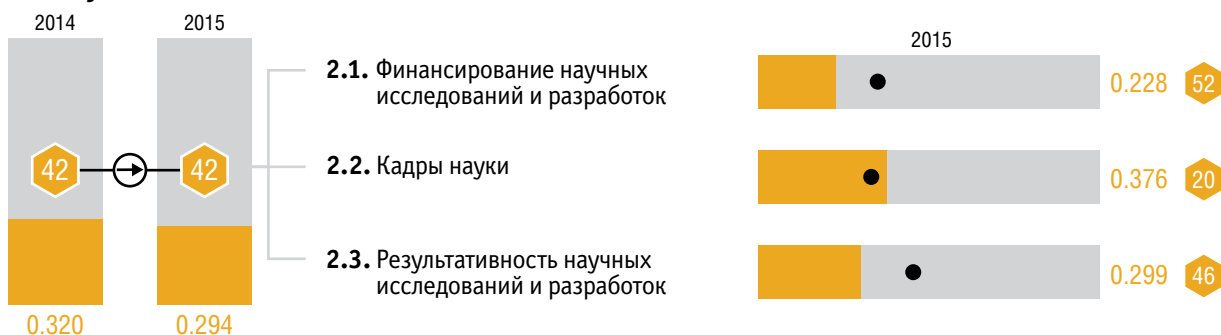 2014
2015
42
42
0.320
0.294
2.1. Финансирование научных
исследований и разработок
2.2. Кадры науки
2.3. Результативность научных
исследований и разработок
2015
0.228 52
0.376 20
0.299 46